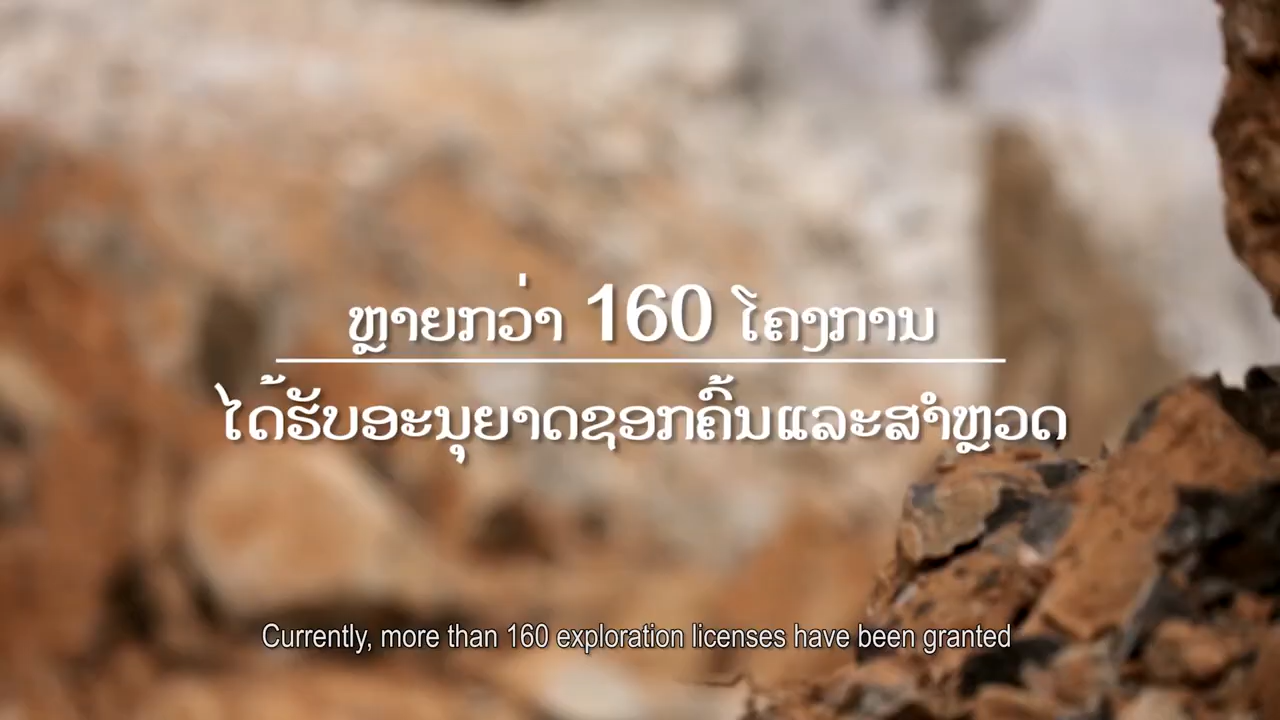 ຫຼາຍກວ່າ 160 ໂຄງການ
ໄດ້ຮັບອະນຸຍາດຊອກຄົ້ນແລະສຳຫຼວດ
Currently, more than 160 exploration licenses have been granted